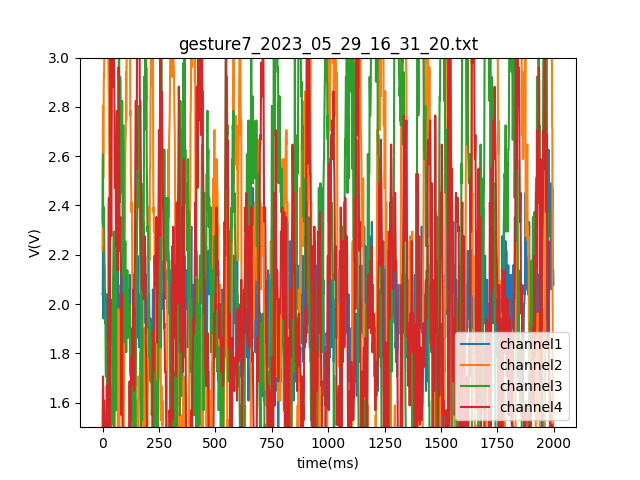 gesture7_2023_05_29_16_31_20.txt
3.0
2.8
2.6
2.4
2.2
2.0
1.8
1.6
V(V)
channel1
channel2
channel3
channel4
0 250 500 750 1000 1250 1500 1750 2000
time(ms)